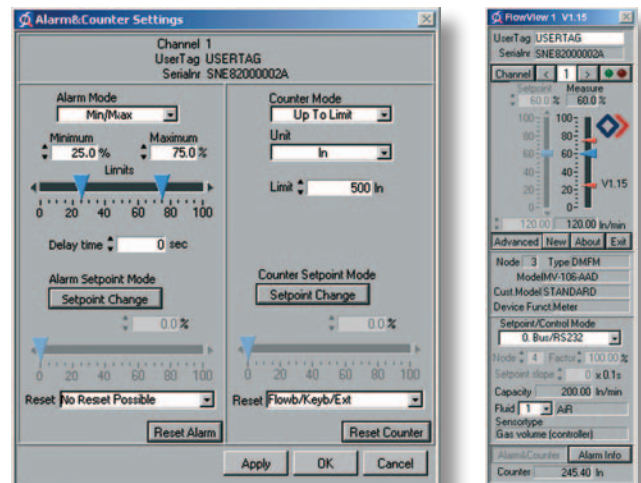 Alarm&Counter Settings
Channel 1
UserTag USERTAG
Serialnr SNE82000002A
Alarm Mode
Min/Max
Minimum Maximum
25.0 % 75.0 %
Limits
0 20 40 60 80 100
Delay time 0 sec
Alarm Setpoint Mode
Setpoint Change
0.0 %
0 20 40 60 80 100
Reset No Reset Possible
Reset Alarm
Counter Mode
Up To Limit
Unit
ln
Limit 500 ln
Counter Setpoint Mode
Setpoint Change
0.0 %
0 20 40 60 80 100
Reset Flowb/Keyb/Ext
Reset Counter
Apply OK Cancel
FlowView 1 V1.15
UserTag USERTAG
Serialnr SNE82000002A
Channel < 1 >
Setpoint Measure
60.0 % 60.0 %
100 100
80 80
60 60
40 40
20 20
0 0
V1.15
120.00 120.00 ln/min
Advanced New About Exit
Node 3 Type DMFM
Model MV-106-AAD
Cust.Model STANDARD
Device Funct. Meter
Setpoint/Control Mode
0. Bus/RS232
Node 4 Factor 100.00 %
Setpoint slope 0 x 0.1s
Capacity 200.00 ln/min
Fluid 1 AiR
Sensortype
Gas volume (controller)
Alarm&Counter Alarm Info
Counter 245.40 ln